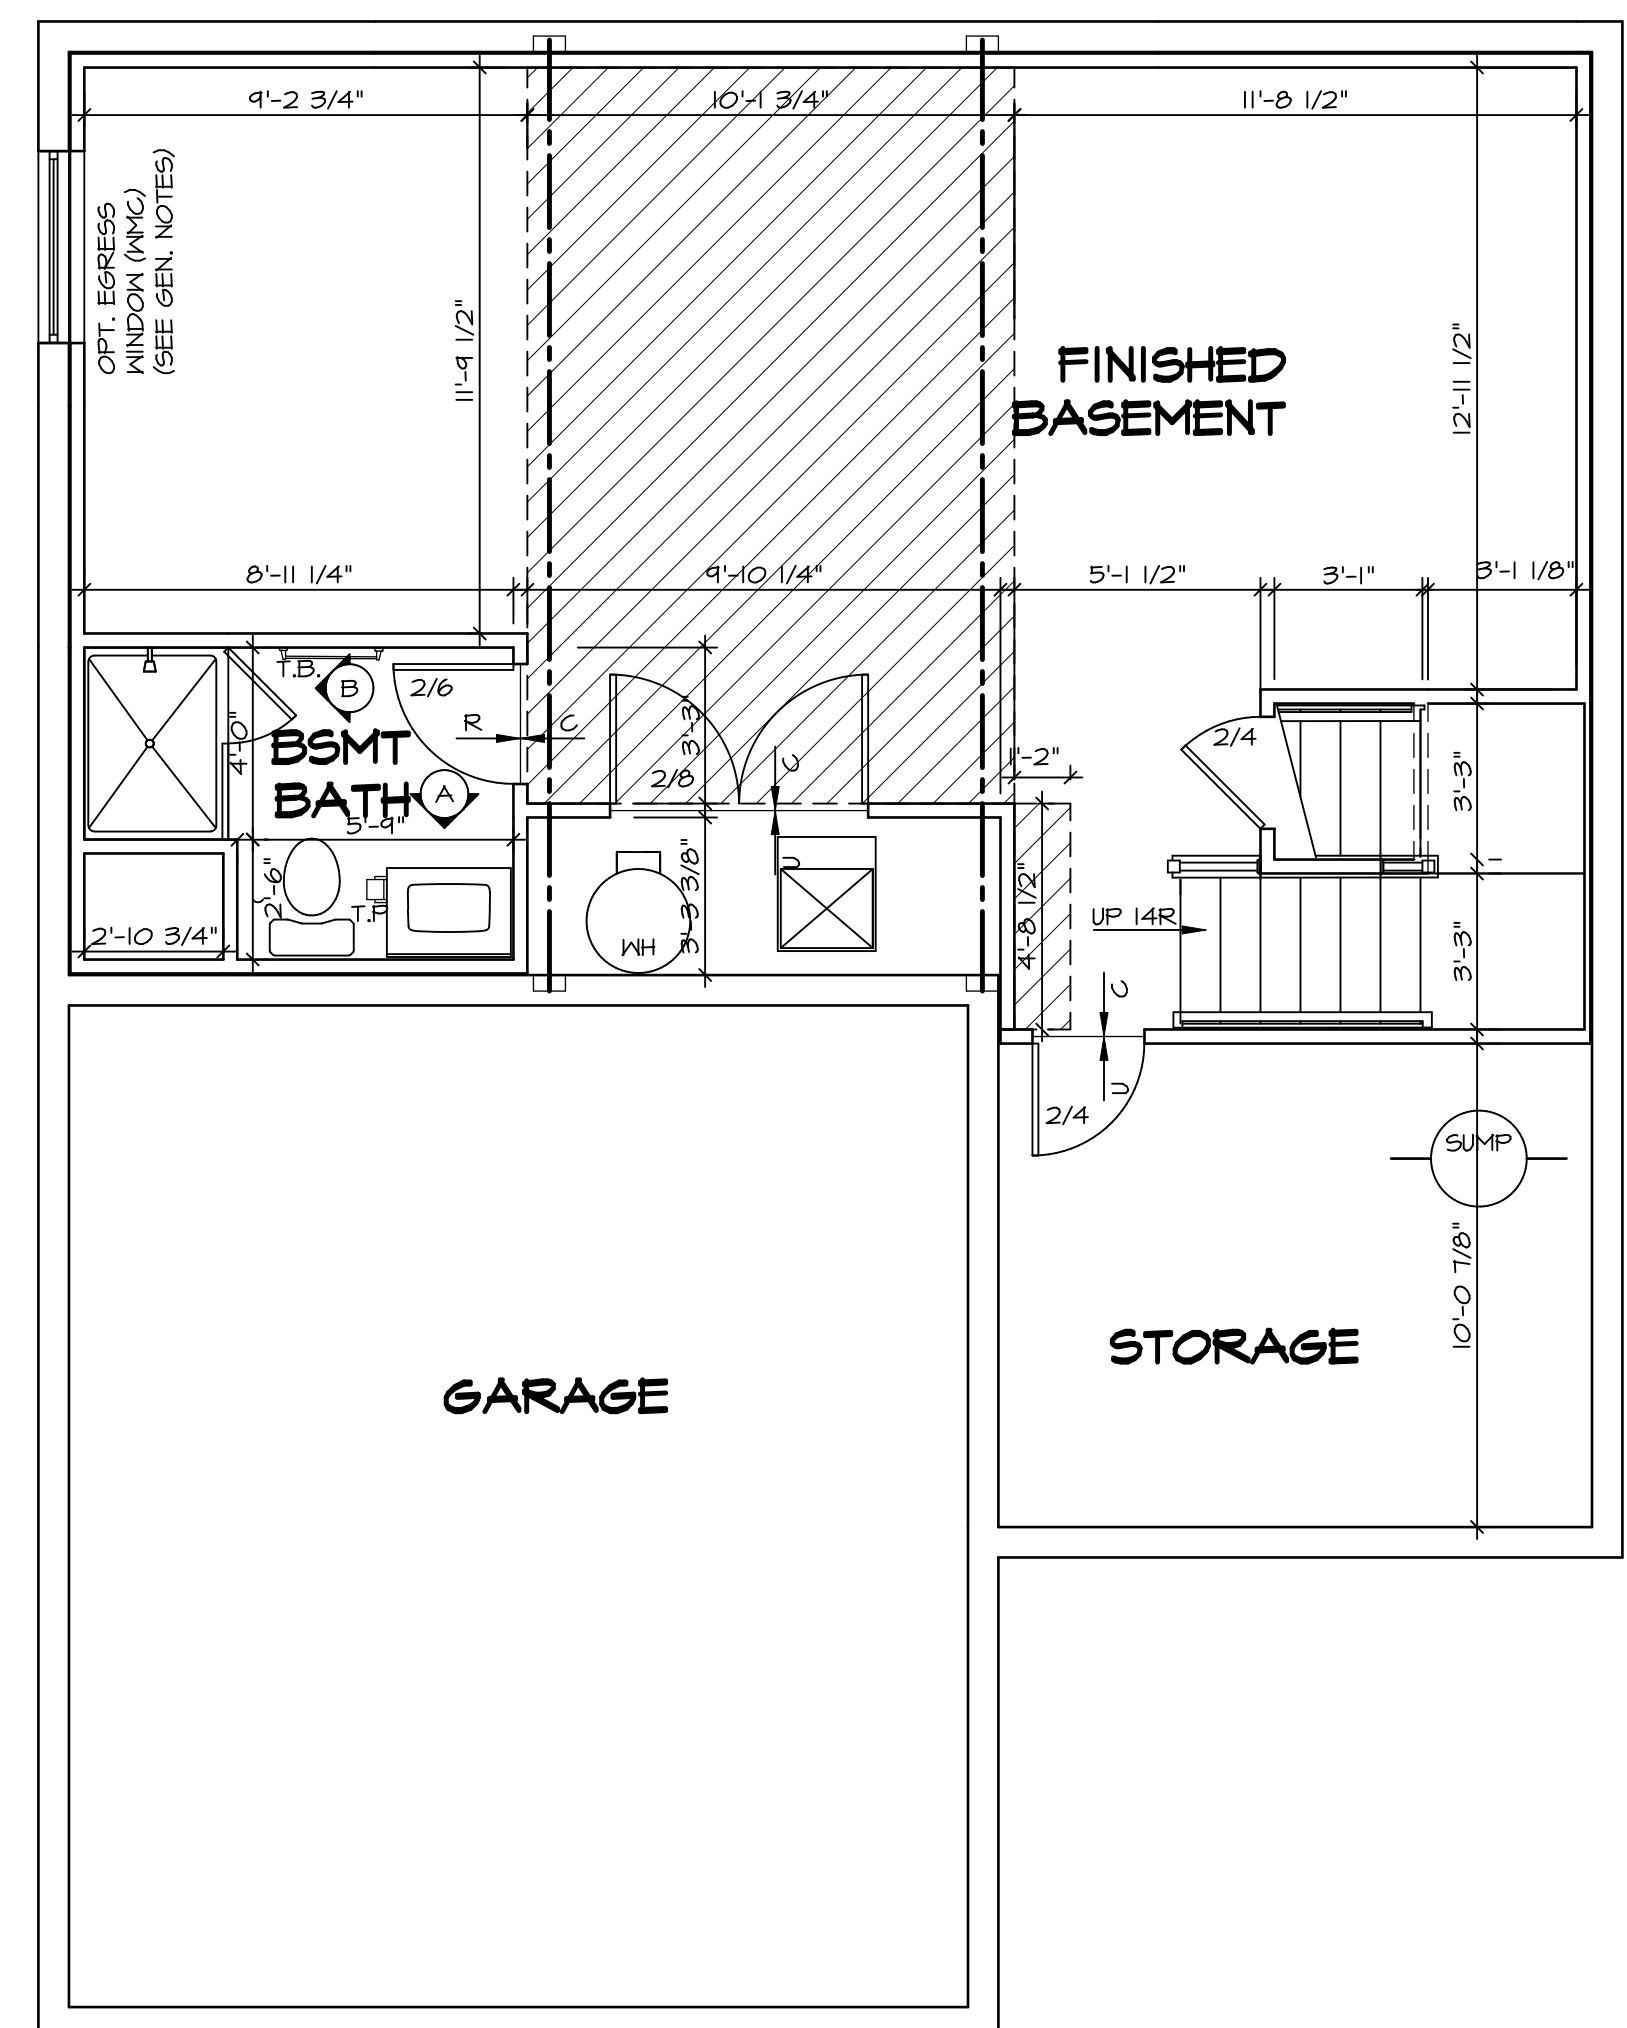 9'-2 3/4"
10'-1 3/4"
11'-8 1/2"
OPT. EGRESS
WINDOW (WMC)
(SEE GEN. NOTES)
11'-9 1/2"
12'-11 1/2"
FINISHED
BASEMENT
8'-11 1/4"
9'-10 1/4"
5'-1 1/2"
3'-1"
3'-1 1/8"
T.B.
B
2/6
R
C
4'-0"
BSMT
BATH
A
5'-9"
3'-3"
2/8
C
U
1'-2"
2/4
3'-3"
2'-6"
T.P
2'-10 3/4"
WH
3'-3 3/8"
4'-8 1/2"
UP 14R
3'-3"
C
U
2/4
SUMP
10'-0 7/8"
STORAGE
GARAGE